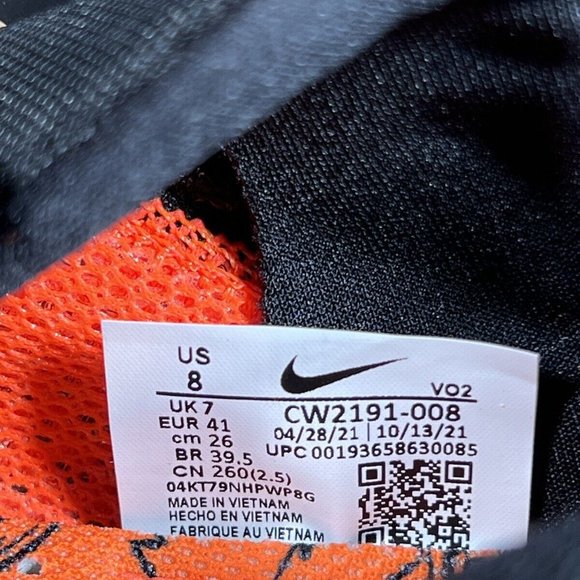 US
8
VO2
UK 7
EUR 41
cm 26
BR 39.5
CN 260(2.5)
04KT79NHPWP8G
MADE IN VIETNAM
HECHO EN VIETNAM
FABRIQUE AU VIETNAM
CW2191-008
04/28/21 | 10/13/21
UPC 00193658630085